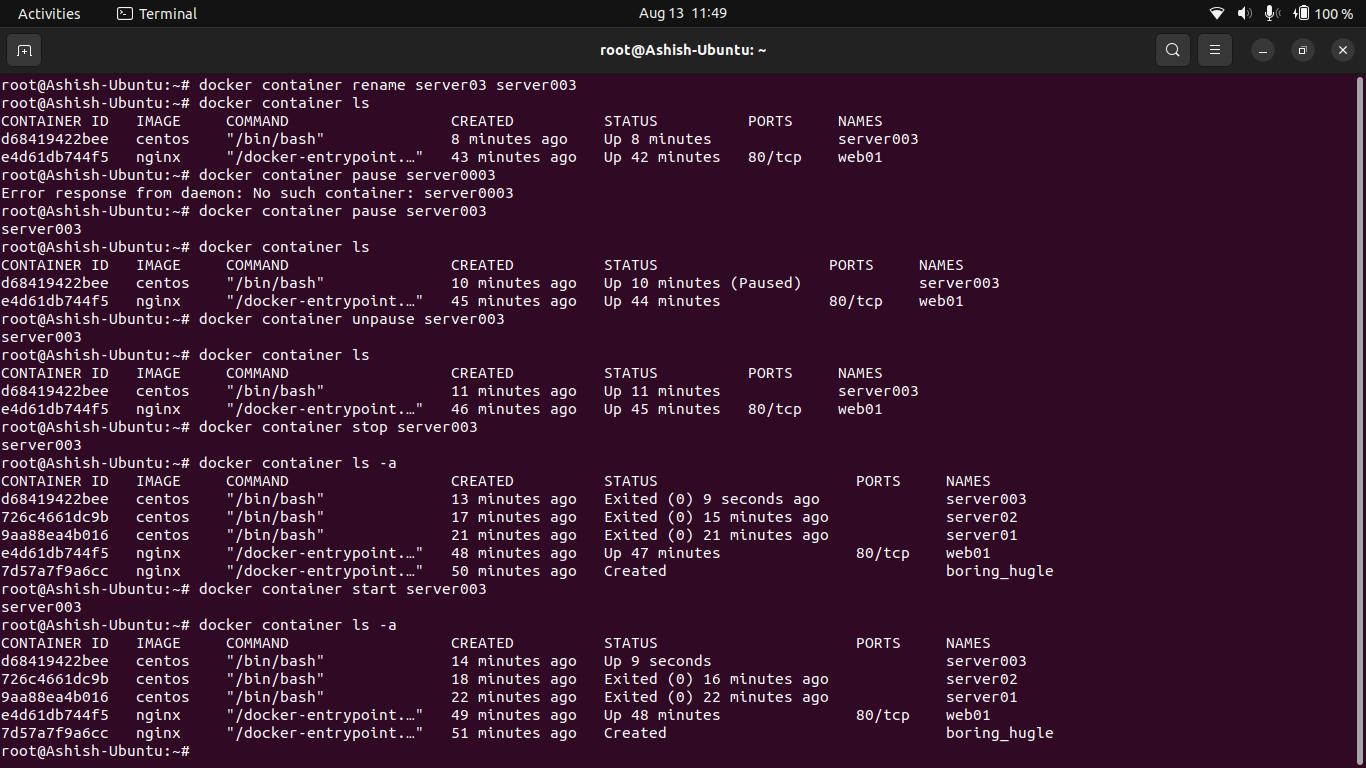 Activities Terminal Aug 13 11:49 100 %
root@Ashish-Ubuntu: ~
root@Ashish-Ubuntu:~# docker container rename server03 server003
root@Ashish-Ubuntu:~# docker container ls
CONTAINER ID   IMAGE     COMMAND                  CREATED          STATUS          PORTS     NAMES
d68419422bee   centos    "/bin/bash"              8 minutes ago    Up 8 minutes              server003
e4d61db744f5   nginx     "/docker-entrypoint.…"   43 minutes ago   Up 42 minutes   80/tcp    web01
root@Ashish-Ubuntu:~# docker container pause server0003
Error response from daemon: No such container: server0003
root@Ashish-Ubuntu:~# docker container pause server003
server003
root@Ashish-Ubuntu:~# docker container ls
CONTAINER ID   IMAGE     COMMAND                  CREATED          STATUS                   PORTS     NAMES
d68419422bee   centos    "/bin/bash"              10 minutes ago   Up 10 minutes (Paused)             server003
e4d61db744f5   nginx     "/docker-entrypoint.…"   45 minutes ago   Up 44 minutes            80/tcp    web01
root@Ashish-Ubuntu:~# docker container unpause server003
server003
root@Ashish-Ubuntu:~# docker container ls
CONTAINER ID   IMAGE     COMMAND                  CREATED          STATUS          PORTS     NAMES
d68419422bee   centos    "/bin/bash"              11 minutes ago   Up 11 minutes             server003
e4d61db744f5   nginx     "/docker-entrypoint.…"   46 minutes ago   Up 45 minutes   80/tcp    web01
root@Ashish-Ubuntu:~# docker container stop server003
server003
root@Ashish-Ubuntu:~# docker container ls -a
CONTAINER ID   IMAGE     COMMAND                  CREATED          STATUS                      PORTS     NAMES
d68419422bee   centos    "/bin/bash"              13 minutes ago   Exited (0) 9 seconds ago              server003
726c4661dc9b   centos    "/bin/bash"              17 minutes ago   Exited (0) 15 minutes ago             server02
9aa88ea4b016   centos    "/bin/bash"              21 minutes ago   Exited (0) 21 minutes ago             server01
e4d61db744f5   nginx     "/docker-entrypoint.…"   48 minutes ago   Up 47 minutes               80/tcp    web01
7d57a7f9a6cc   nginx     "/docker-entrypoint.…"   50 minutes ago   Created                               boring_hugle
root@Ashish-Ubuntu:~# docker container start server003
server003
root@Ashish-Ubuntu:~# docker container ls -a
CONTAINER ID   IMAGE     COMMAND                  CREATED          STATUS                      PORTS     NAMES
d68419422bee   centos    "/bin/bash"              14 minutes ago   Up 9 seconds                          server003
726c4661dc9b   centos    "/bin/bash"              18 minutes ago   Exited (0) 16 minutes ago             server02
9aa88ea4b016   centos    "/bin/bash"              22 minutes ago   Exited (0) 22 minutes ago             server01
e4d61db744f5   nginx     "/docker-entrypoint.…"   49 minutes ago   Up 48 minutes               80/tcp    web01
7d57a7f9a6cc   nginx     "/docker-entrypoint.…"   51 minutes ago   Created                               boring_hugle
root@Ashish-Ubuntu:~#